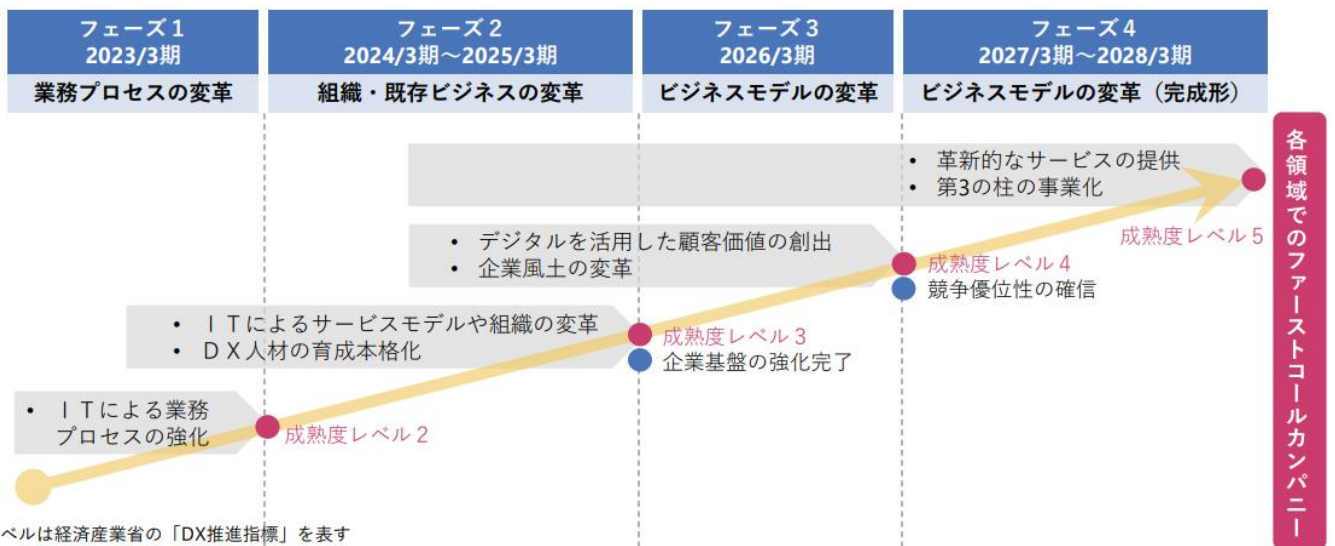 フェーズ1
2023/3期
業務プロセスの変革
フェーズ2
2024/3期～2025/3期
組織・既存ビジネスの変革
フェーズ3
2026/3期
ビジネスモデルの変革
フェーズ4
2027/3期～2028/3期
ビジネスモデルの変革（完成形）
• 革新的なサービスの提供
• 第3の柱の事業化
成熟度レベル5
• デジタルを活用した顧客価値の創出
• 企業風土の変革
成熟度レベル4
競争優位性の確信
• ＩＴによるサービスモデルや組織の変革
• ＤＸ人材の育成本格化
成熟度レベル3
企業基盤の強化完了
• ＩＴによる業務
プロセスの強化
成熟度レベル2
各領域でのファーストコールカンパニー
ベルは経済産業省の「DX推進指標」を表す